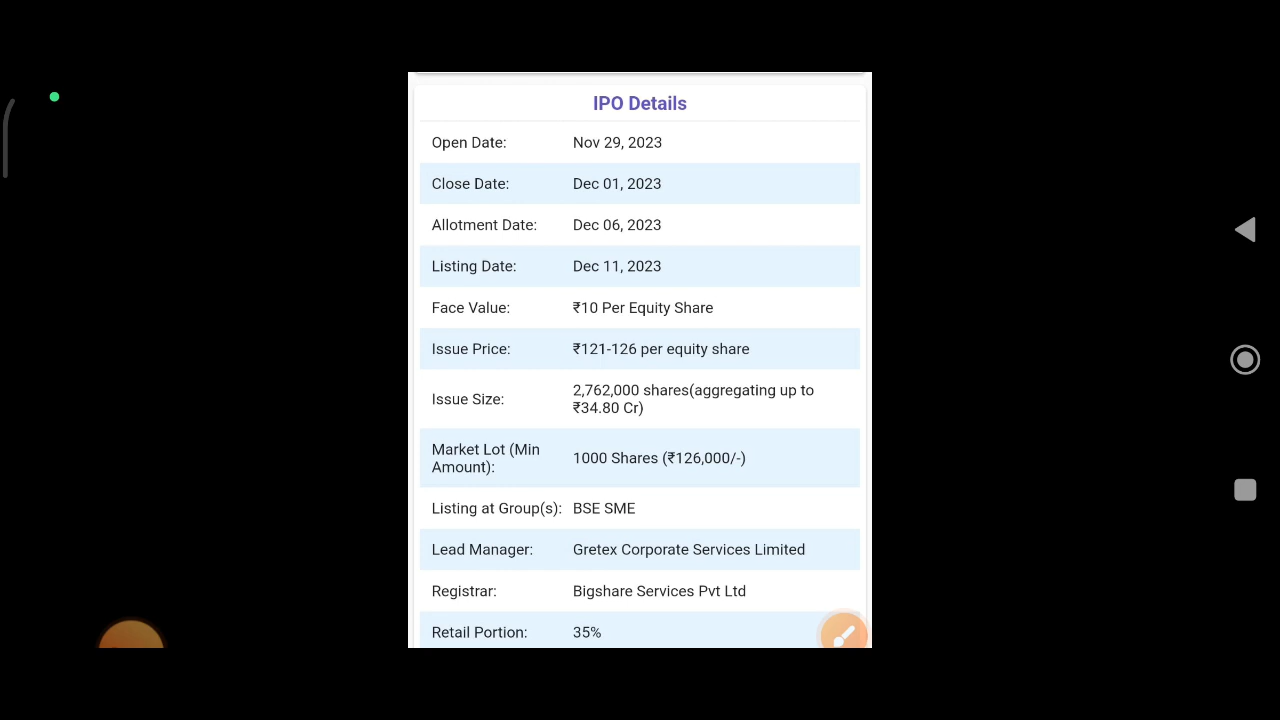 IPO Details
Open Date: Nov 29, 2023
Close Date: Dec 01, 2023
Allotment Date: Dec 06, 2023
Listing Date: Dec 11, 2023
Face Value: ₹10 Per Equity Share
Issue Price: ₹121-126 per equity share
Issue Size: 2,762,000 shares(aggregating up to
₹34.80 Cr)
Market Lot (Min
Amount): 1000 Shares (₹126,000/-)
Listing at Group(s): BSE SME
Lead Manager: Gretex Corporate Services Limited
Registrar: Bigshare Services Pvt Ltd
Retail Portion: 35%